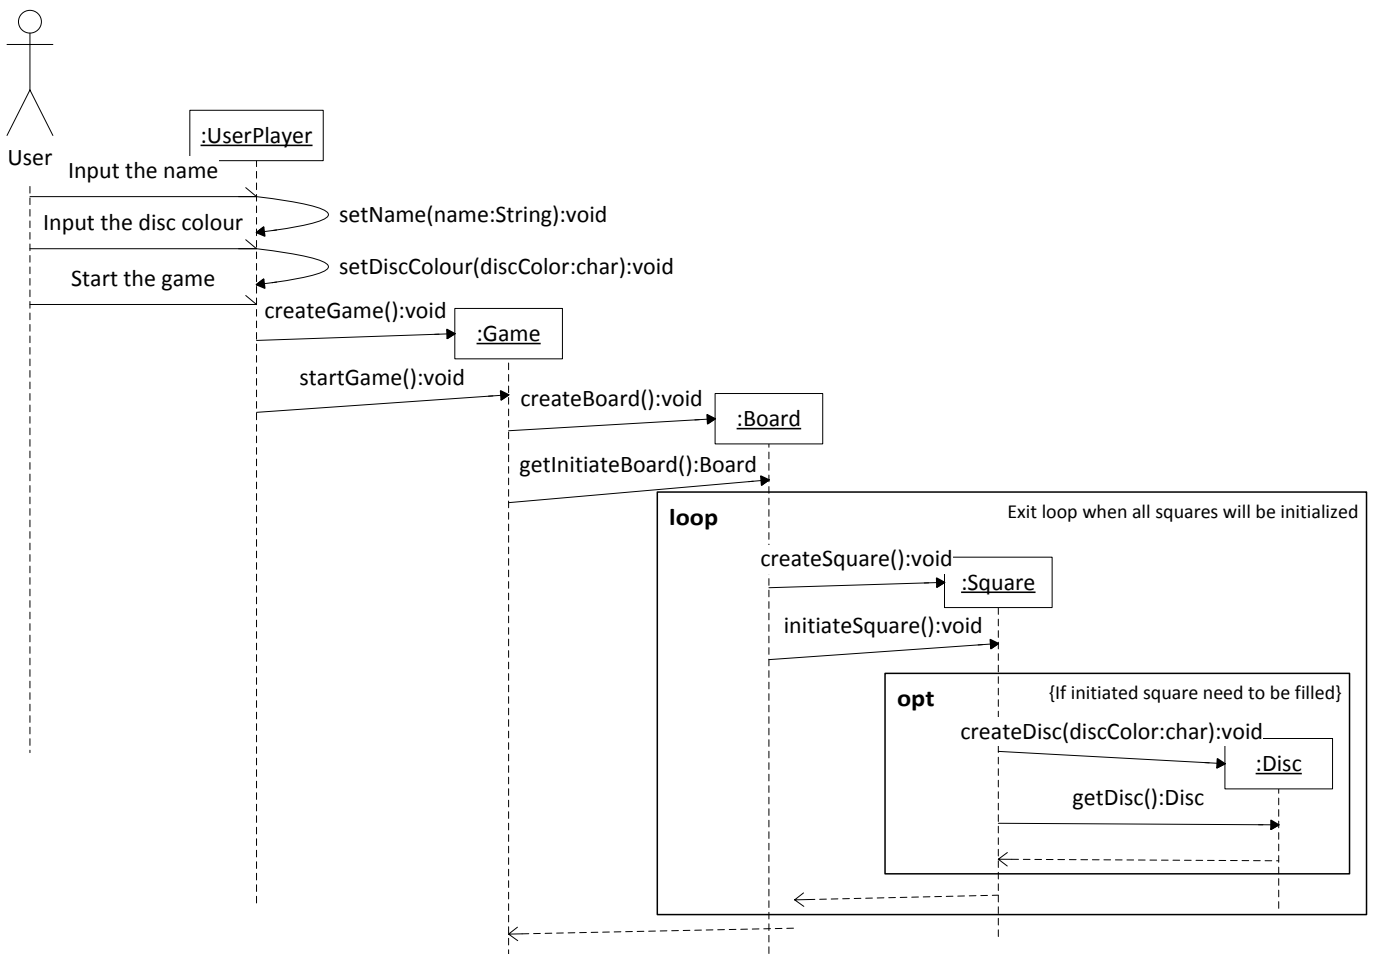 :UserPlayer
User
Input the name
setName(name:String):void
Input the disc colour
setDiscColour(discColor:char):void
Start the game
createGame():void
:Game
startGame():void
createBoard():void
:Board
getInitiateBoard():Board
loop
Exit loop when all squares will be initialized
createSquare():void
:Square
initiateSquare():void
opt
{If initiated square need to be filled}
createDisc(discColor:char):void
:Disc
getDisc():Disc